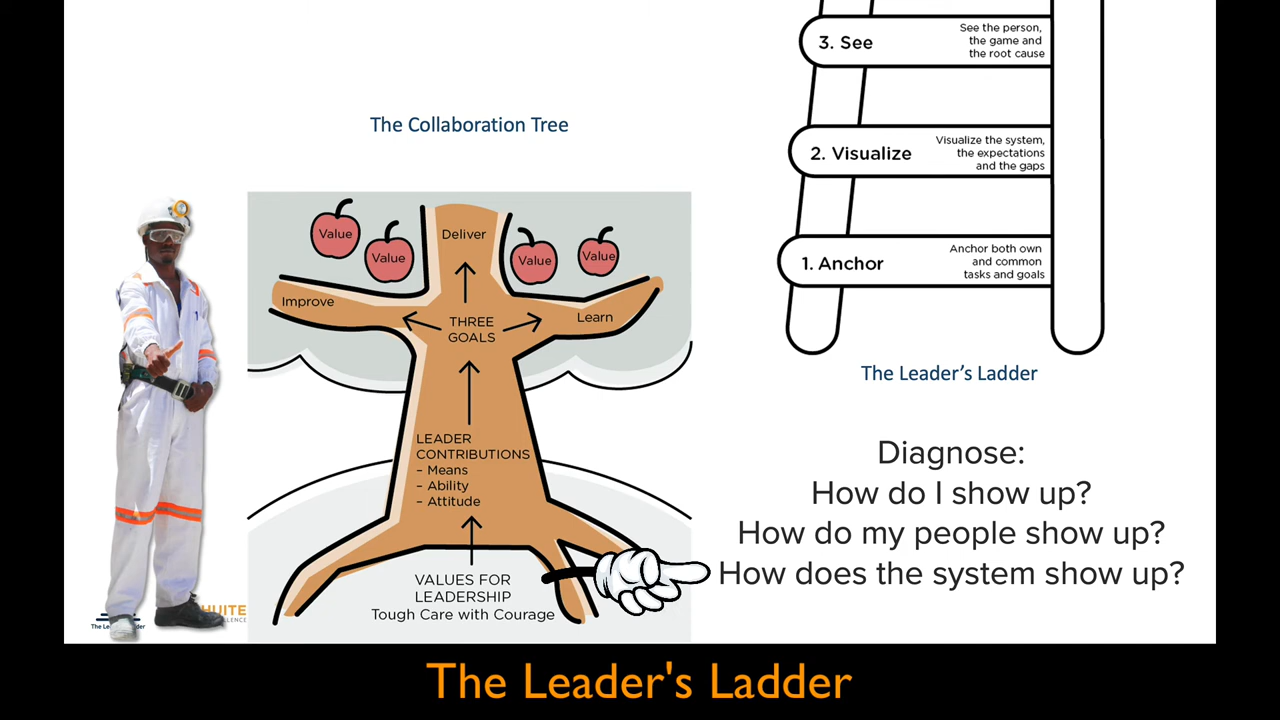 3. See
See the person,
the game and
the root cause
2. Visualize
Visualize the system,
the expectations
and the gaps
1. Anchor
Anchor both own
and common
tasks and goals
The Leader's Ladder
The Collaboration Tree
Value
Value
Deliver
Value
Value
Improve
THREE
GOALS
Learn
LEADER
CONTRIBUTIONS
– Means
– Ability
– Attitude
VALUES FOR
LEADERSHIP
Tough Care with Courage
Diagnose:
How do I show up?
How do my people show up?
How does the system show up?
The Leader's Ladder